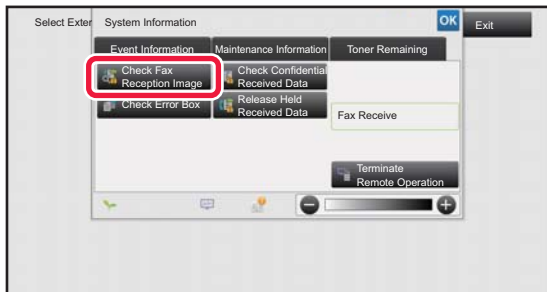 Select Exter
System Information
OK
Exit
Event Information
Maintenance Information
Toner Remaining
Check Fax
Reception Image
Check Confidential
Received Data
Check Error Box
Release Held
Received Data
Fax Receive
Terminate
Remote Operation